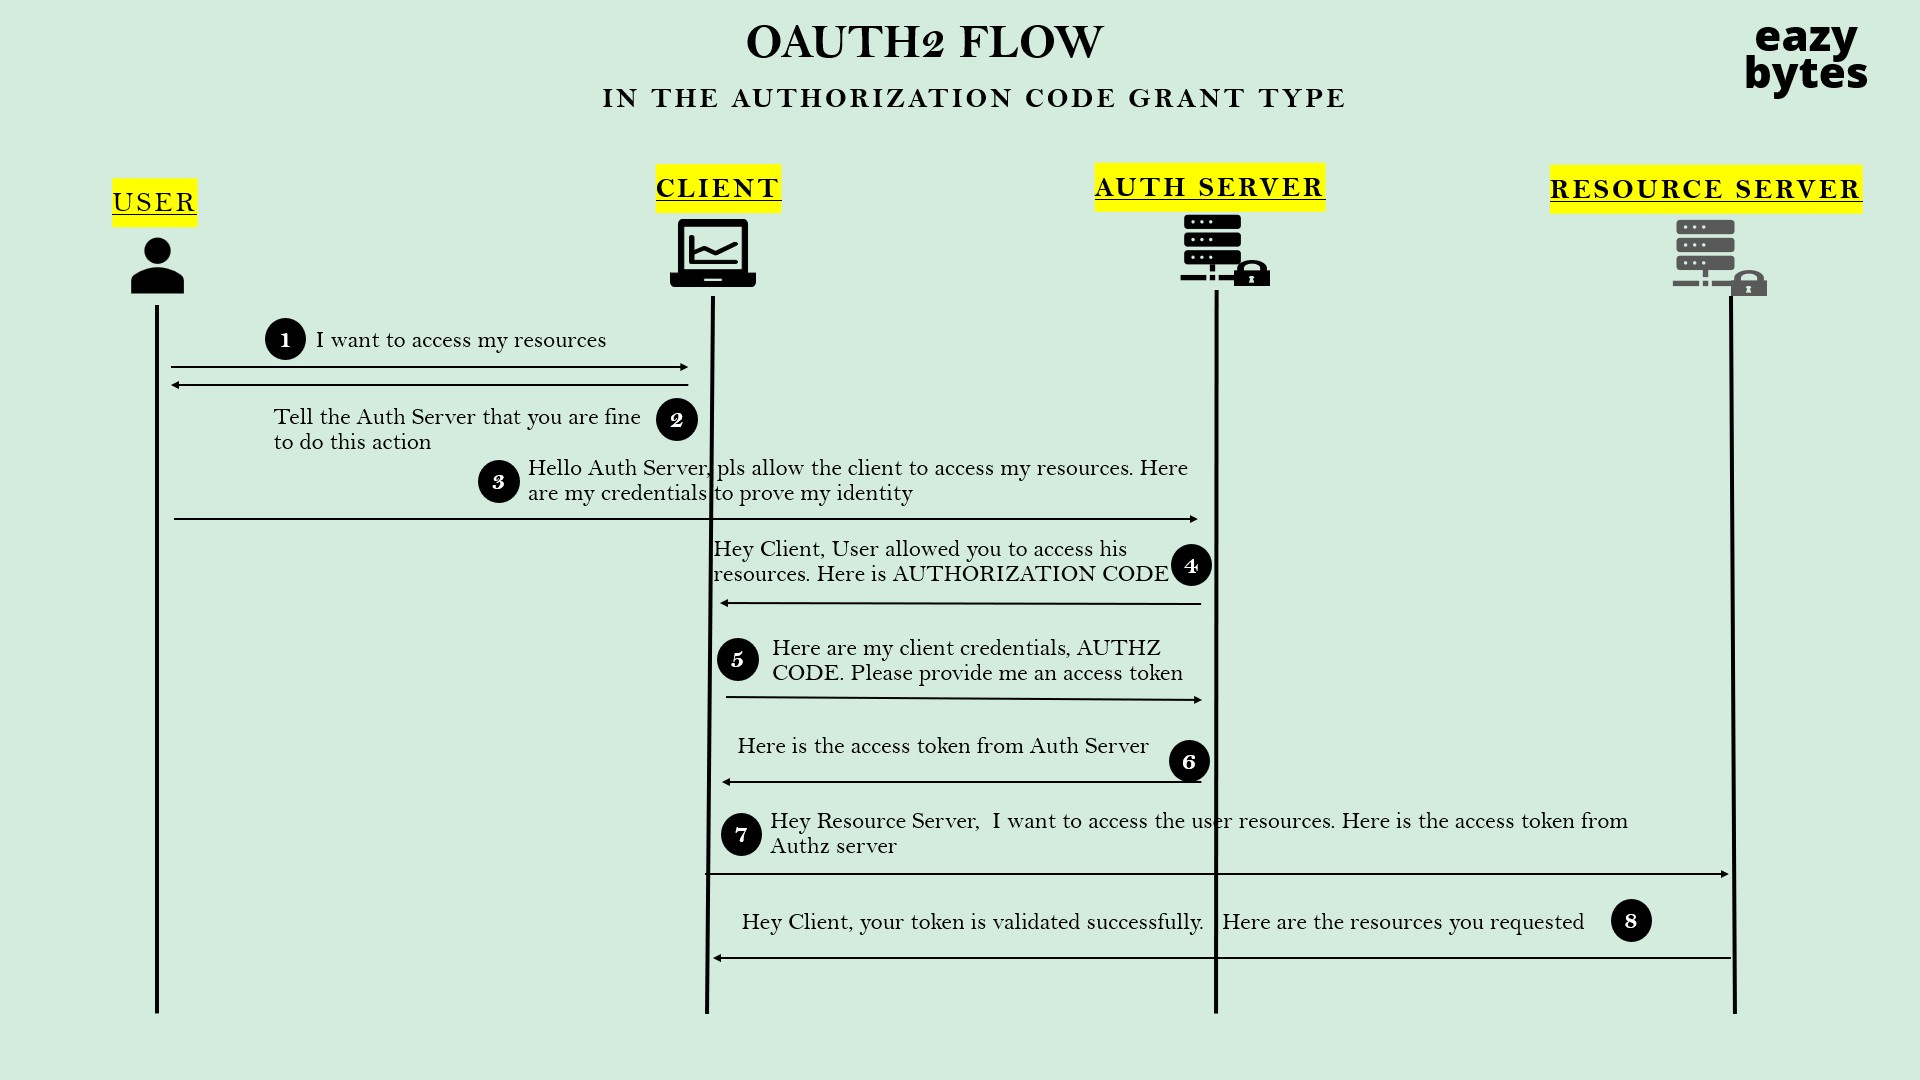 OAUTH2 FLOW
IN THE AUTHORIZATION CODE GRANT TYPE
eazy
bytes
USER
CLIENT
AUTH SERVER
RESOURCE SERVER
1 I want to access my resources
Tell the Auth Server that you are fine 2
to do this action
3 Hello Auth Server, pls allow the client to access my resources. Here
are my credentials to prove my identity
Hey Client, User allowed you to access his
resources. Here is AUTHORIZATION CODE 4
5 Here are my client credentials, AUTHZ
CODE. Please provide me an access token
Here is the access token from Auth Server 6
7 Hey Resource Server,  I want to access the user resources. Here is the access token from
Authz server
Hey Client, your token is validated successfully.  Here are the resources you requested 8